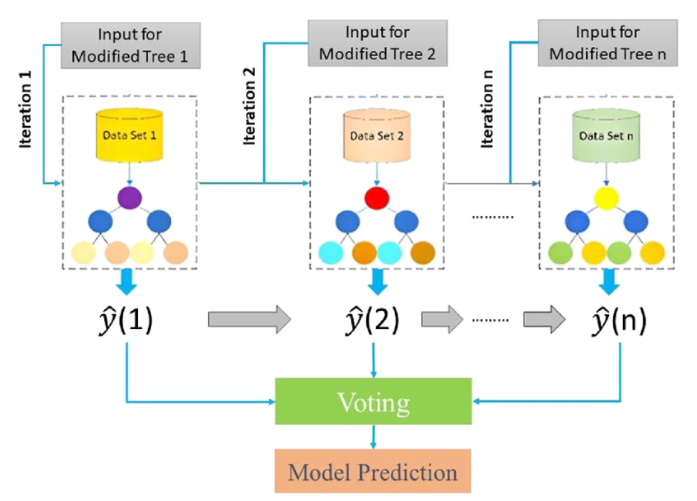 Input for
Modified Tree 1
Input for
Modified Tree 2
Input for
Modified Tree n
Iteration 1
Iteration 2
Iteration n
Data Set 1
Data Set 2
Data Set n
..........
ŷ(1)
ŷ(2)
.........
ŷ(n)
Voting
Model Prediction